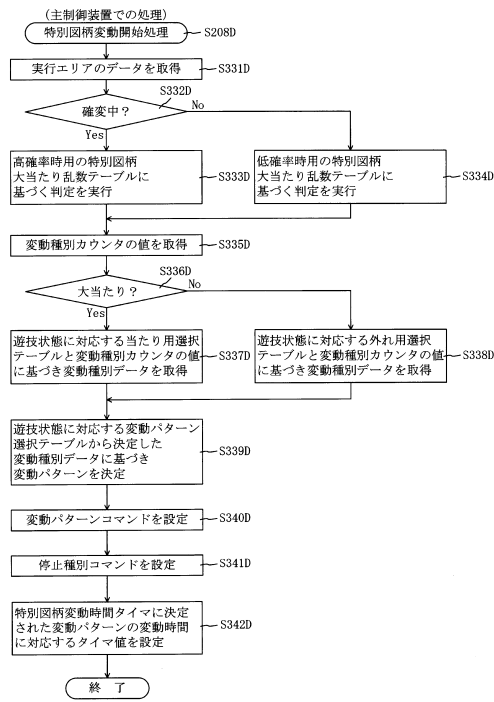 (主制御装置での処理)
特別図柄変動開始処理
S208D
実行エリアのデータを取得
S331D
確変中?
S332D
No
Yes
高確率時用の特別図柄
大当たり乱数テーブルに
基づく判定を実行
S333D
低確率時用の特別図柄
大当たり乱数テーブルに
基づく判定を実行
S334D
変動種別カウンタの値を取得
S335D
大当たり?
S336D
No
Yes
遊技状態に対応する当たり用選択
テーブルと変動種別カウンタの値
に基づき変動種別データを取得
S337D
遊技状態に対応する外れ用選択
テーブルと変動種別カウンタの値
に基づき変動種別データを取得
S338D
遊技状態に対応する変動パターン
選択テーブルから決定した
変動種別データに基づき
変動パターンを決定
S339D
変動パターンコマンドを設定
S340D
停止種別コマンドを設定
S341D
特別図柄変動時間タイマに決定
された変動パターンの変動時間
に対応するタイマ値を設定
S342D
終 了